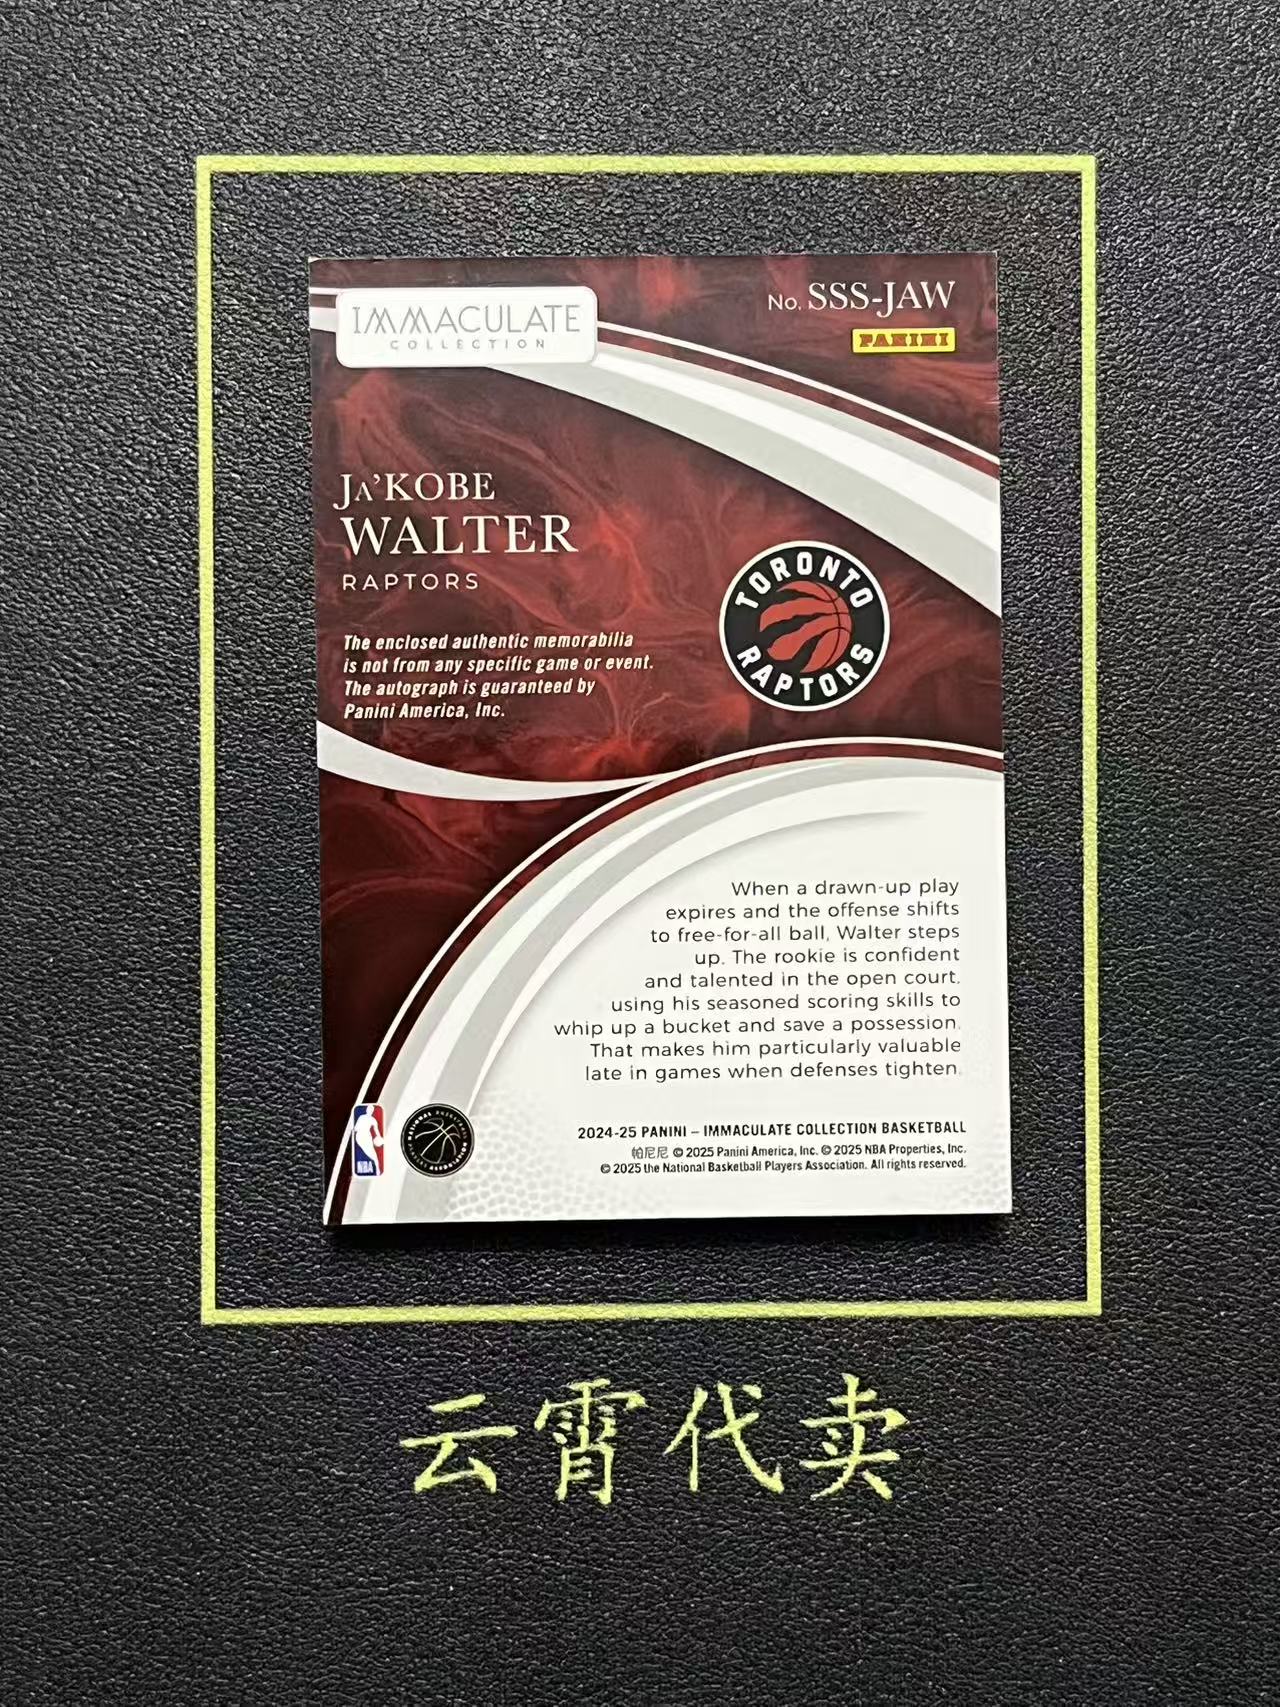 IMMACULATE
COLLECTION
No. SSS-JAW
PANINI
JA'KOBE
WALTER
RAPTORS
The enclosed authentic memorabilia
is not from any specific game or event.
The autograph is guaranteed by
Panini America, Inc.
TORONTO
RAPTORS
When a drawn-up play
expires and the offense shifts
to free-for-all ball, Walter steps
up. The rookie is confident
and talented in the open court,
using his seasoned scoring skills to
whip up a bucket and save a possession.
That makes him particularly valuable
late in games when defenses tighten.
NBA
2024-25 PANINI – IMMACULATE COLLECTION BASKETBALL
帕尼尼 © 2025 Panini America, Inc. © 2025 NBA Properties, Inc.
© 2025 the National Basketball Players Association. All rights reserved.
云霄代卖